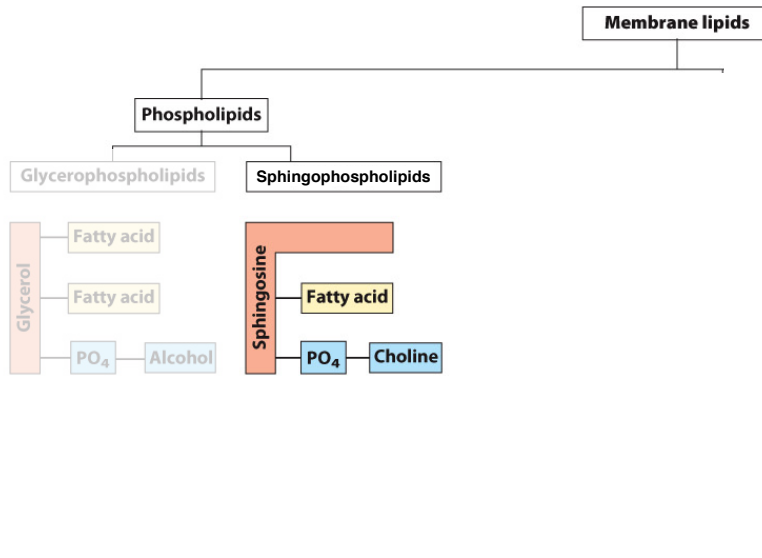 Membrane lipids
Phospholipids
Glycerophospholipids
Sphingophospholipids
Glycerol
Fatty acid
Fatty acid
PO₄
Alcohol
Sphingosine
Fatty acid
PO₄
Choline